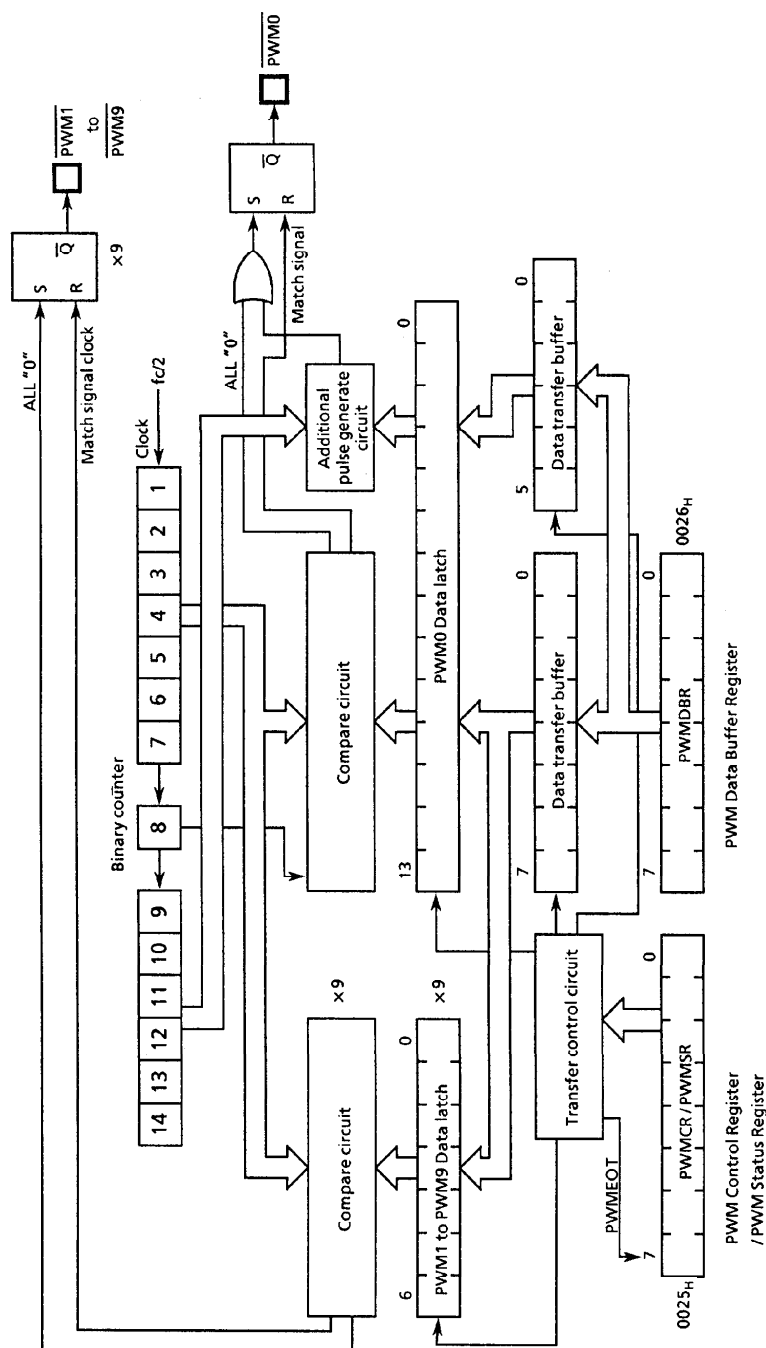 PWM1
to
PWM9
Q
S
R
×9
ALL "0"
Match signal clock
PWM0
Q
S
R
Match signal
ALL "0"
Clock
fc/2
Binary counter
14 13 12 11 10 9 8 7 6 5 4 3 2 1
Compare circuit
×9
Compare circuit
Additional
pulse generate
circuit
6 0
PWM1 to PWM9 Data latch
×9
13 0
PWM0 Data latch
Transfer control circuit
7 0
Data transfer buffer
5 0
Data transfer buffer
PWMEOT
0025H
7 0
PWMCR / PWMSR
PWM Control Register
/ PWM Status Register
7 0
PWMDBR
0026H
PWM Data Buffer Register